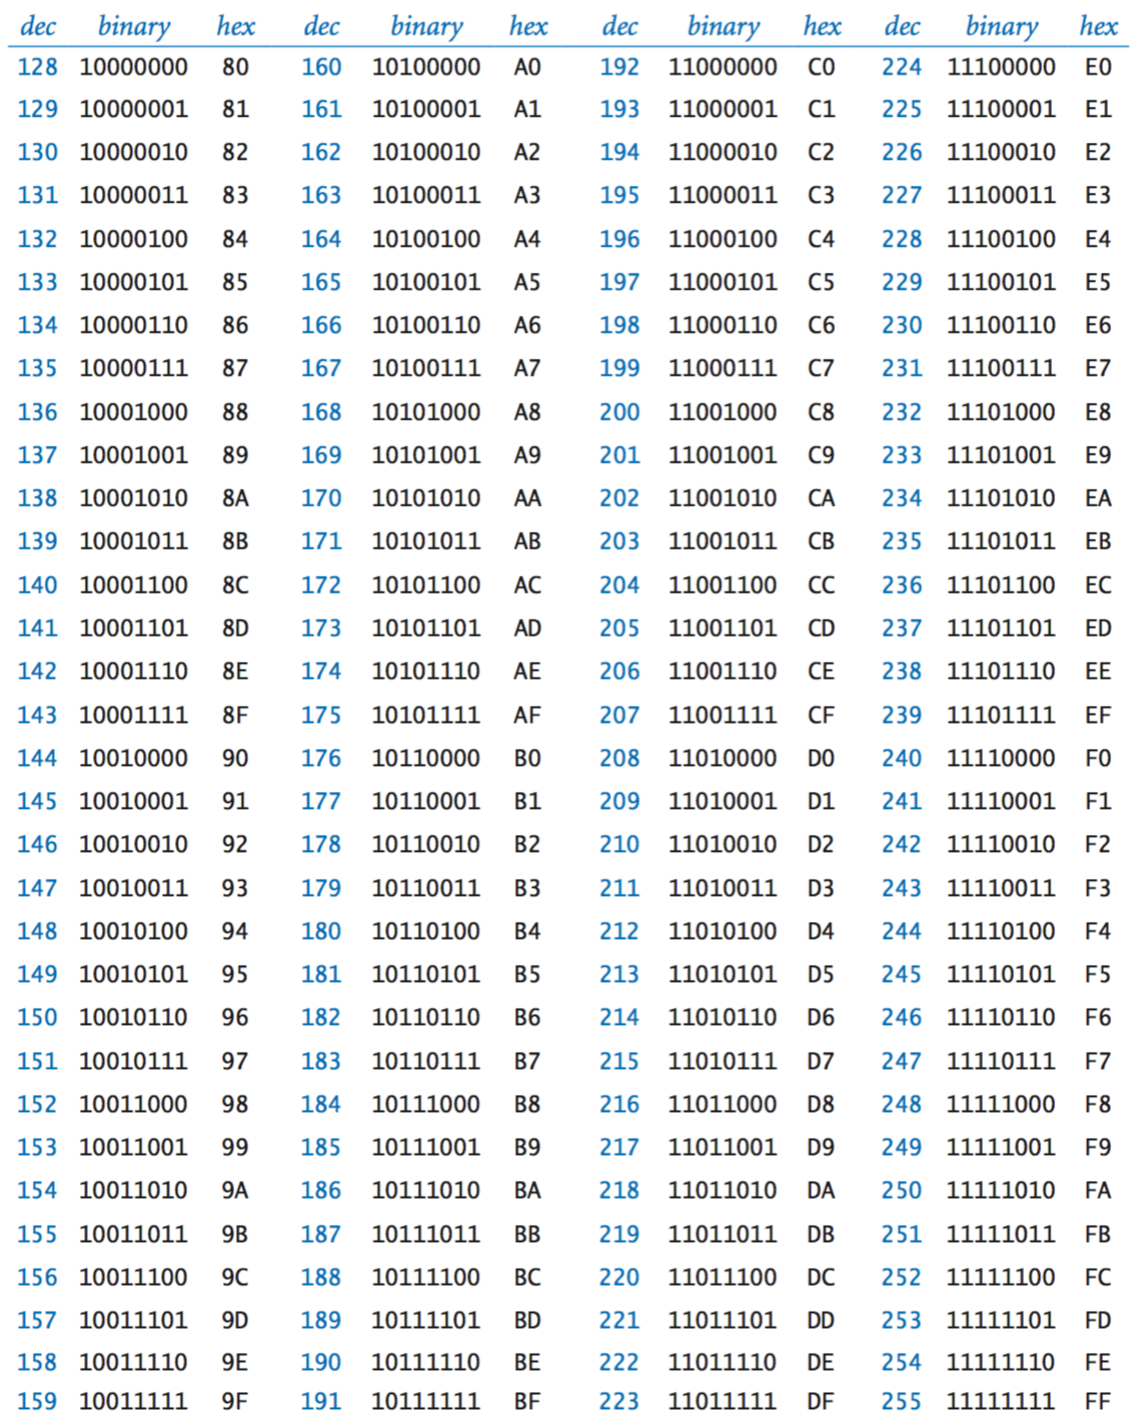 dec binary hex dec binary hex dec binary hex dec binary hex
128 10000000 80 160 10100000 A0 192 11000000 C0 224 11100000 E0
129 10000001 81 161 10100001 A1 193 11000001 C1 225 11100001 E1
130 10000010 82 162 10100010 A2 194 11000010 C2 226 11100010 E2
131 10000011 83 163 10100011 A3 195 11000011 C3 227 11100011 E3
132 10000100 84 164 10100100 A4 196 11000100 C4 228 11100100 E4
133 10000101 85 165 10100101 A5 197 11000101 C5 229 11100101 E5
134 10000110 86 166 10100110 A6 198 11000110 C6 230 11100110 E6
135 10000111 87 167 10100111 A7 199 11000111 C7 231 11100111 E7
136 10001000 88 168 10101000 A8 200 11001000 C8 232 11101000 E8
137 10001001 89 169 10101001 A9 201 11001001 C9 233 11101001 E9
138 10001010 8A 170 10101010 AA 202 11001010 CA 234 11101010 EA
139 10001011 8B 171 10101011 AB 203 11001011 CB 235 11101011 EB
140 10001100 8C 172 10101100 AC 204 11001100 CC 236 11101100 EC
141 10001101 8D 173 10101101 AD 205 11001101 CD 237 11101101 ED
142 10001110 8E 174 10101110 AE 206 11001110 CE 238 11101110 EE
143 10001111 8F 175 10101111 AF 207 11001111 CF 239 11101111 EF
144 10010000 90 176 10110000 B0 208 11010000 D0 240 11110000 F0
145 10010001 91 177 10110001 B1 209 11010001 D1 241 11110001 F1
146 10010010 92 178 10110010 B2 210 11010010 D2 242 11110010 F2
147 10010011 93 179 10110011 B3 211 11010011 D3 243 11110011 F3
148 10010100 94 180 10110100 B4 212 11010100 D4 244 11110100 F4
149 10010101 95 181 10110101 B5 213 11010101 D5 245 11110101 F5
150 10010110 96 182 10110110 B6 214 11010110 D6 246 11110110 F6
151 10010111 97 183 10110111 B7 215 11010111 D7 247 11110111 F7
152 10011000 98 184 10111000 B8 216 11011000 D8 248 11111000 F8
153 10011001 99 185 10111001 B9 217 11011001 D9 249 11111001 F9
154 10011010 9A 186 10111010 BA 218 11011010 DA 250 11111010 FA
155 10011011 9B 187 10111011 BB 219 11011011 DB 251 11111011 FB
156 10011100 9C 188 10111100 BC 220 11011100 DC 252 11111100 FC
157 10011101 9D 189 10111101 BD 221 11011101 DD 253 11111101 FD
158 10011110 9E 190 10111110 BE 222 11011110 DE 254 11111110 FE
159 10011111 9F 191 10111111 BF 223 11011111 DF 255 11111111 FF